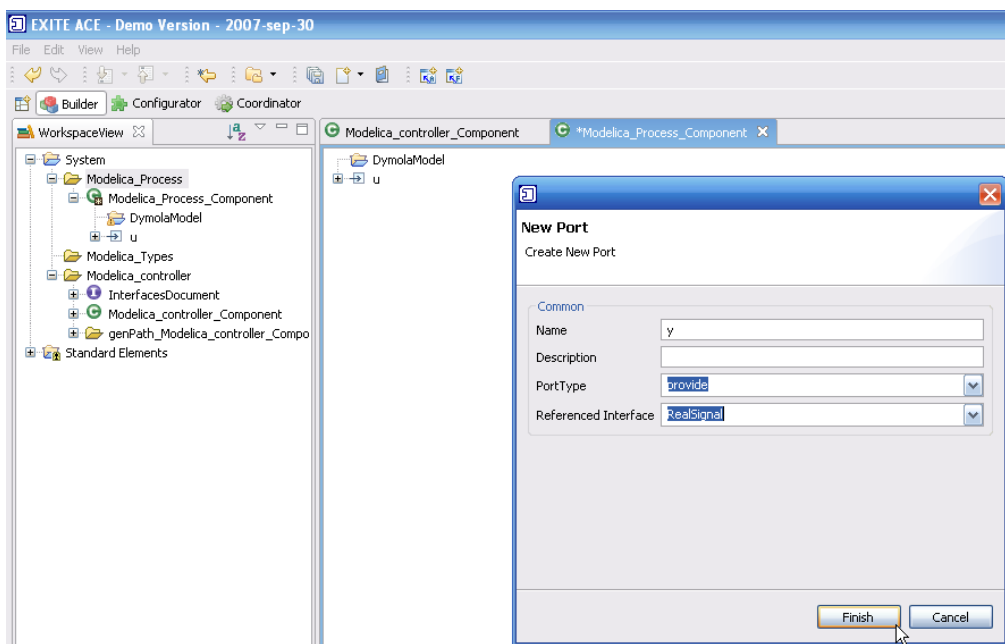 EXITE ACE - Demo Version - 2007-sep-30
File Edit View Help
Builder Configurator Coordinator
WorkspaceView
Modelica_controller_Component *Modelica_Process_Component
System
Modelica_Process
Modelica_Process_Component
DymolaModel
u
Modelica_Types
Modelica_controller
InterfacesDocument
Modelica_controller_Component
genPath_Modelica_controller_Compo
Standard Elements
DymolaModel
u
New Port
Create New Port
Common
Name y
Description
PortType provide
Referenced Interface RealSignal
Finish Cancel